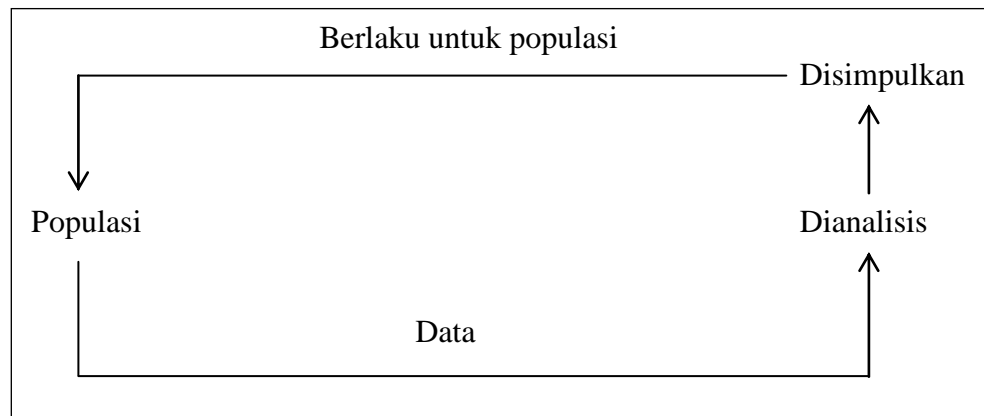 Berlaku untuk populasi
Disimpulkan
Populasi
Dianalisis
Data